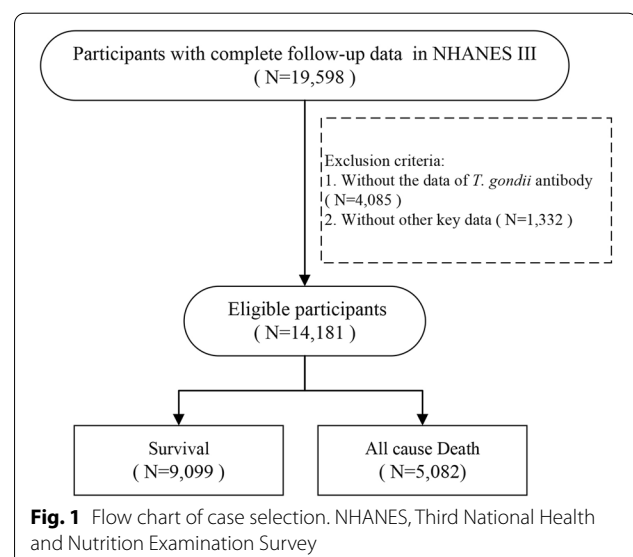 Participants with complete follow-up data in NHANES III
( N=19,598 )
Exclusion criteria:
1. Without the data of T. gondii antibody
( N=4,085 )
2. Without other key data ( N=1,332 )
Eligible participants
( N=14,181 )
Survival
( N=9,099 )
All cause Death
(N=5,082)
Fig. 1 Flow chart of case selection. NHANES, Third National Health
and Nutrition Examination Survey